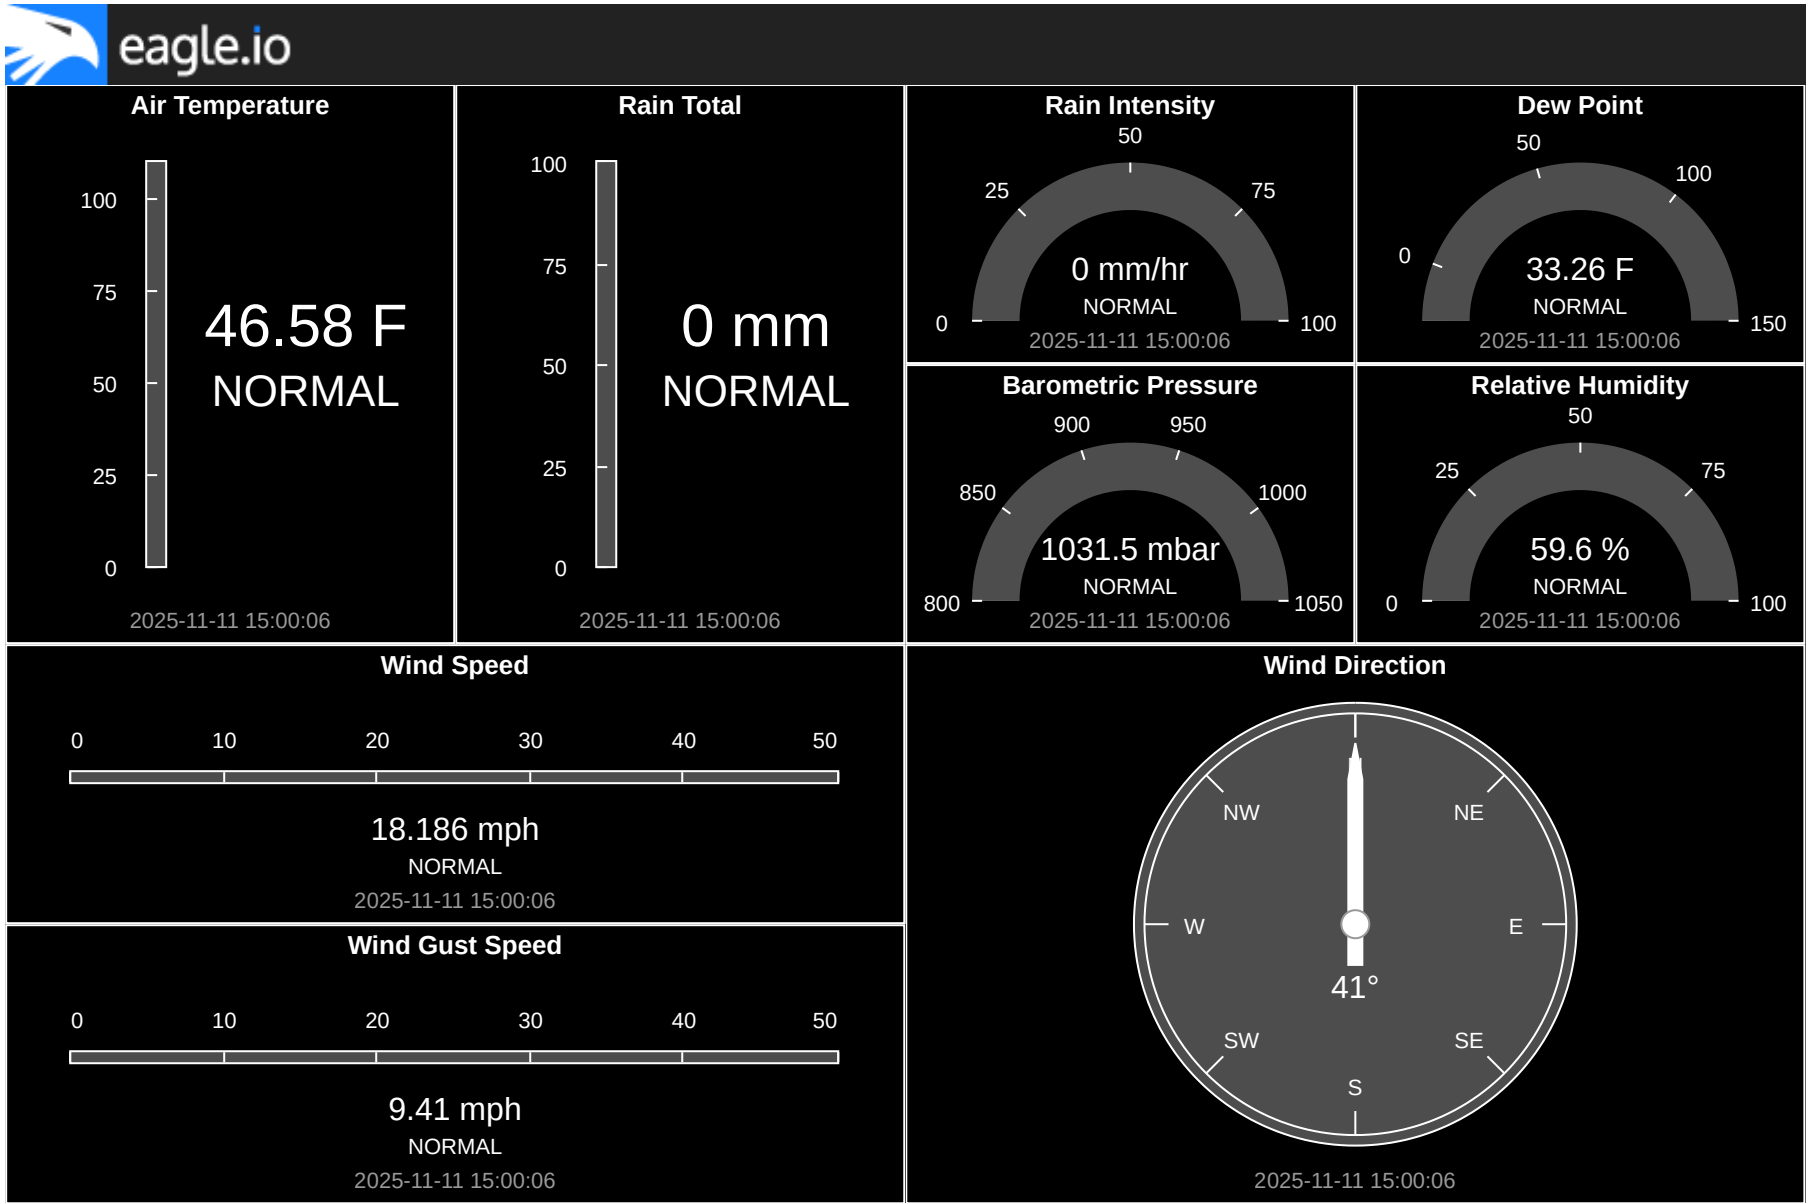 eagle.io
Air Temperature
100
75
50
25
0
46.58 F
NORMAL
2025-11-11 15:00:06
Rain Total
100
75
50
25
0
0 mm
NORMAL
2025-11-11 15:00:06
Rain Intensity
0
25
50
75
100
0 mm/hr
NORMAL
2025-11-11 15:00:06
Dew Point
0
50
100
150
33.26 F
NORMAL
2025-11-11 15:00:06
Barometric Pressure
800
850
900
950
1000
1050
1031.5 mbar
NORMAL
2025-11-11 15:00:06
Relative Humidity
0
25
50
75
100
59.6 %
NORMAL
2025-11-11 15:00:06
Wind Speed
0 10 20 30 40 50
18.186 mph
NORMAL
2025-11-11 15:00:06
Wind Gust Speed
0 10 20 30 40 50
9.41 mph
NORMAL
2025-11-11 15:00:06
Wind Direction
NW NE
W E
41°
SW SE
S
2025-11-11 15:00:06